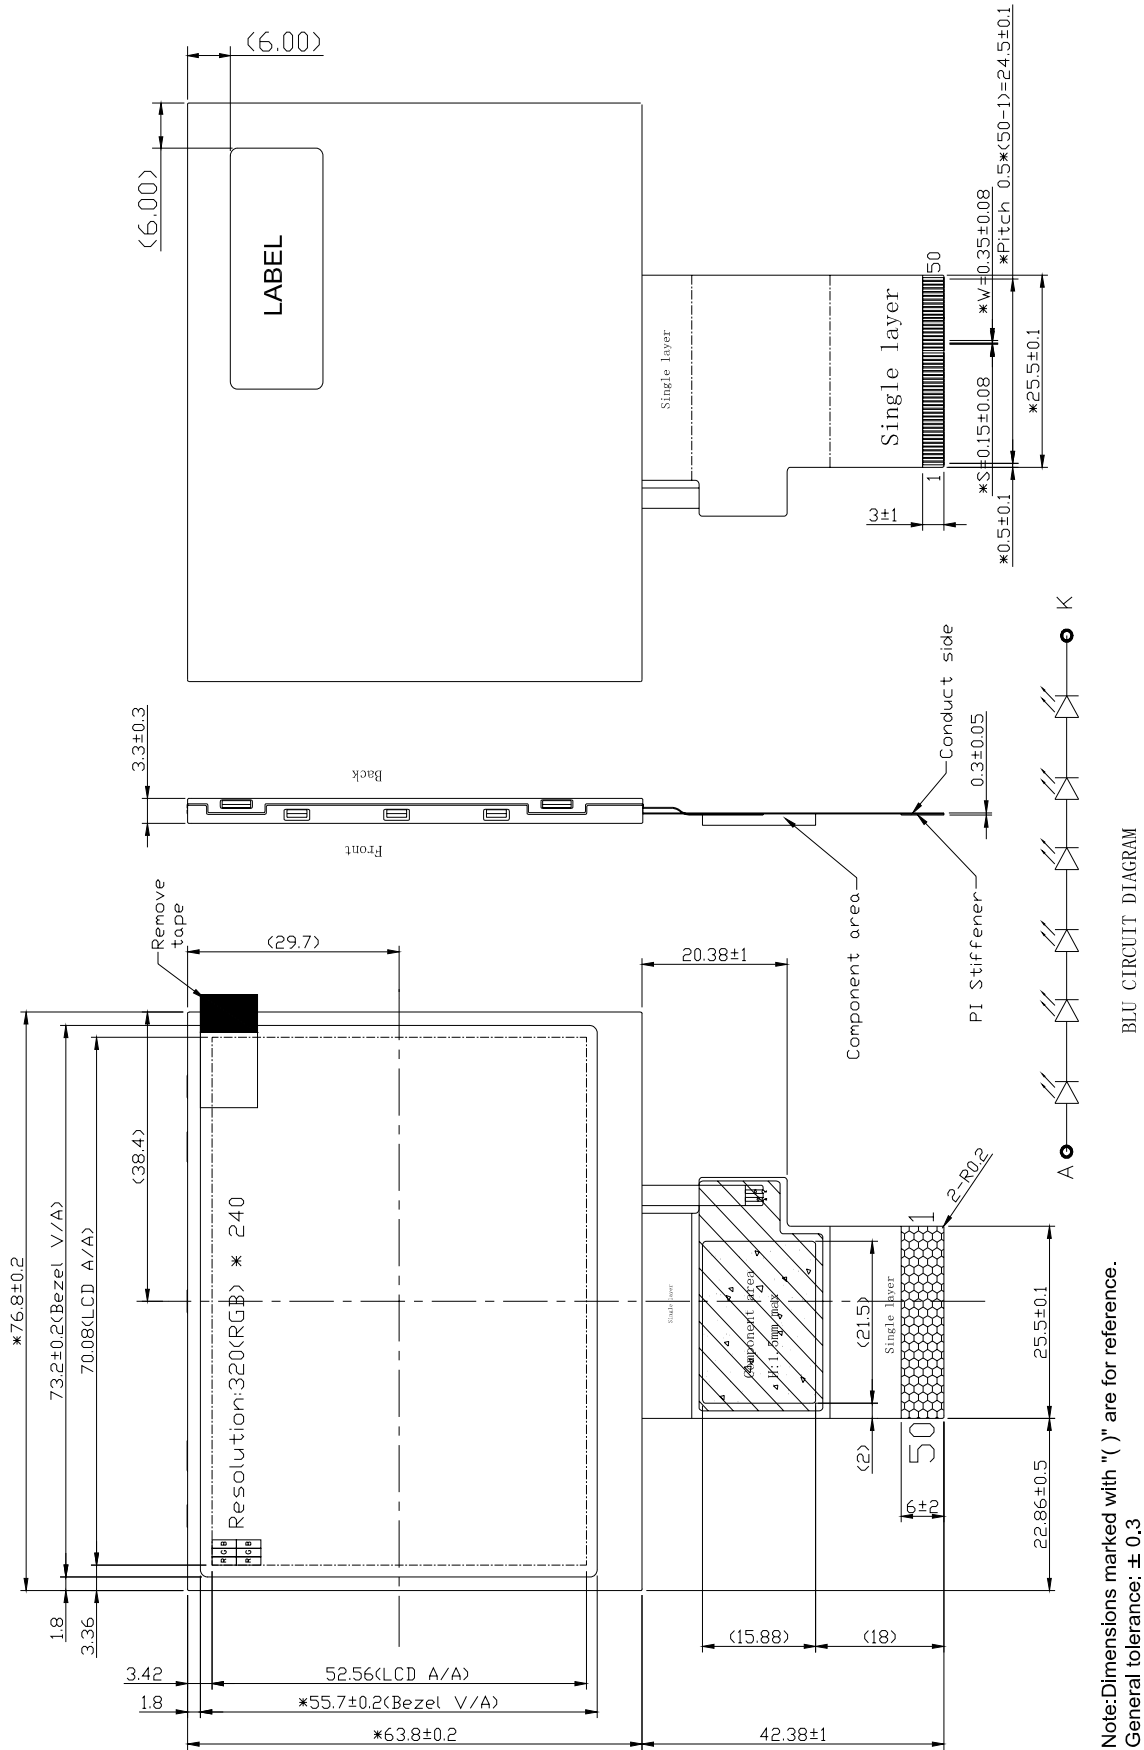 (6.00)
(6.00)
LABEL
Single layer
Single layer
1
50
3±1
*0.5±0.1
*S=0.15±0.08
*W=0.35±0.08
*Pitch 0.5*(50-1)=24.5±0.1
*25.5±0.1
3.3±0.3
Back
Front
Component area
PI Stiffener
Conduct side
0.3±0.05
Remove
tape
(29.7)
20.38±1
*76.8±0.2
73.2±0.2(Bezel V/A)
70.08(LCD A/A)
(38.4)
Resolution:320(RGB) * 240
R G B
R G B
1.8
3.36
3.42
1.8
52.56(LCD A/A)
*55.7±0.2(Bezel V/A)
*63.8±0.2
42.38±1
(15.88)
(18)
Single layer
Component area
H:1.5mm max
(21.5)
(2)
Single layer
50
1
2-R0.2
6±2
25.5±0.1
22.86±0.5
A
K
BLU CIRCUIT DIAGRAM
Note:Dimensions marked with "( )" are for reference.
General tolerance: ± 0.3